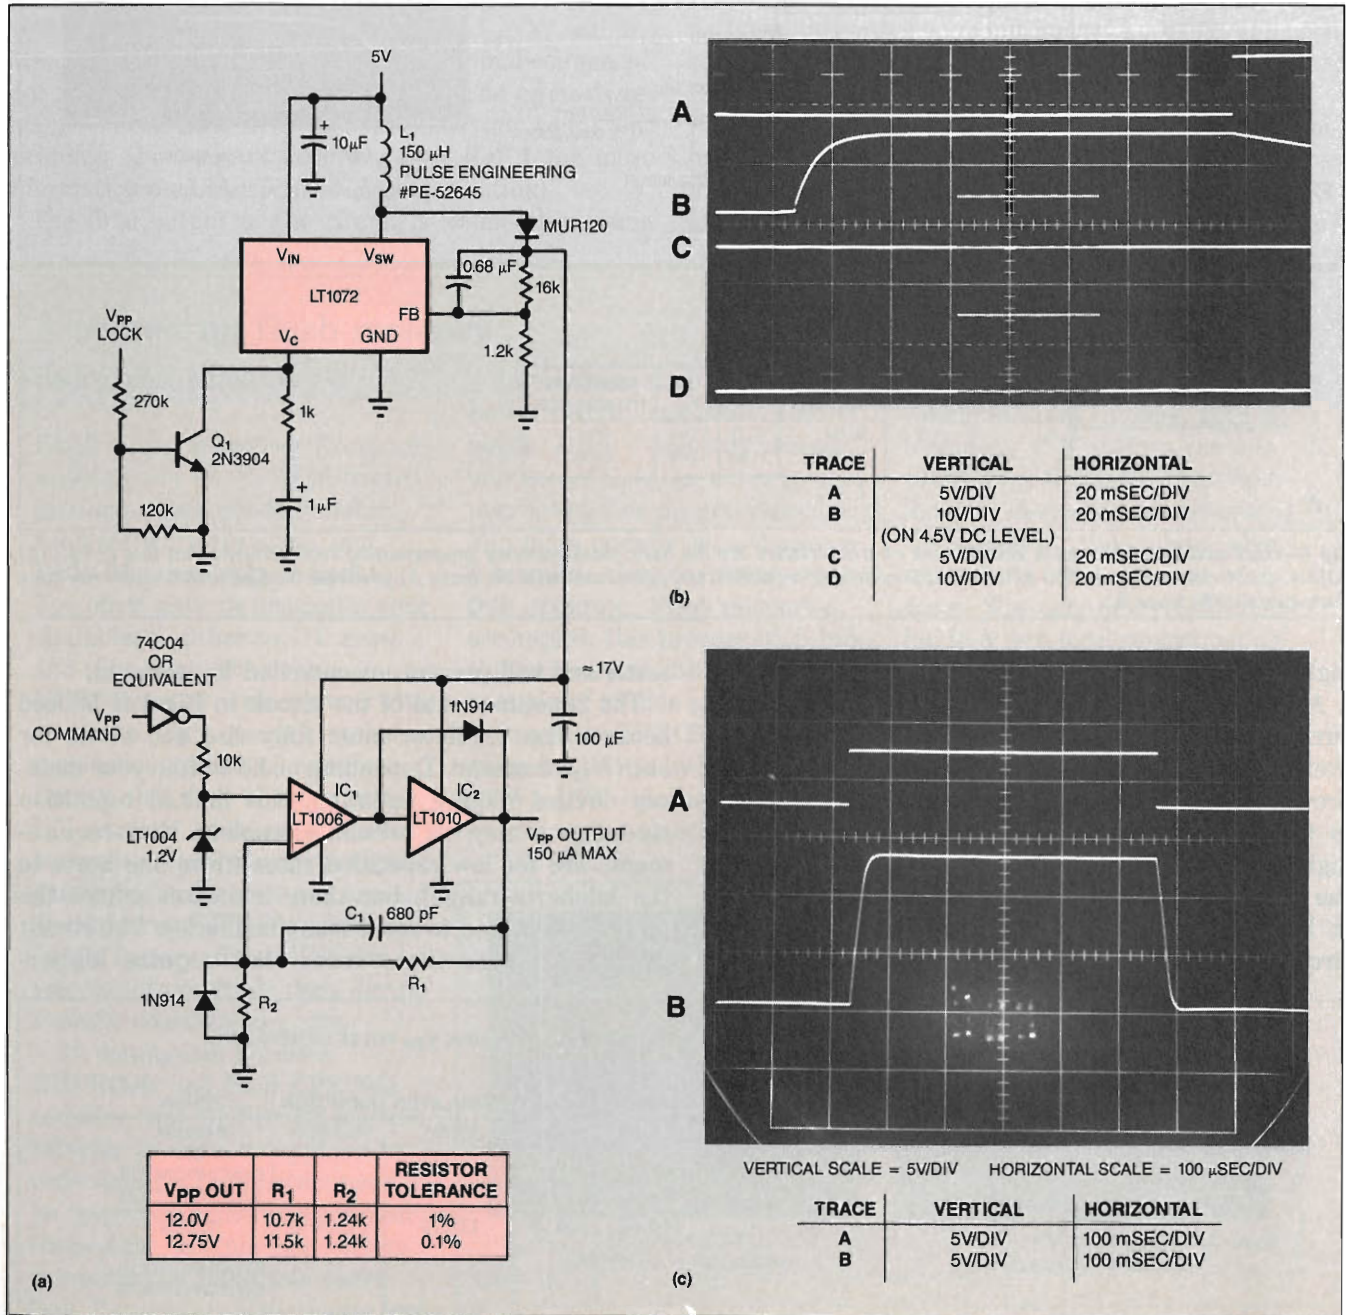 5V
10µF
+
L1
150 µH
PULSE ENGINEERING
#PE-52645
MUR120
VIN
VSW
LT1072
FB
VC
GND
0.68 µF
16k
1.2k
VPP
LOCK
270k
Q1
2N3904
120k
1k
+
1µF
74C04
OR
EQUIVALENT
VPP
COMMAND
10k
LT1004
1.2V
+
−
IC1
LT1006
IC2
LT1010
1N914
≈17V
100 µF
VPP OUTPUT
150 µA MAX
C1
680 pF
R1
1N914
R2
VPP OUT R1 R2 RESISTOR TOLERANCE
12.0V 10.7k 1.24k 1%
12.75V 11.5k 1.24k 0.1%
(a)
A
B
C
D
TRACE VERTICAL HORIZONTAL
A 5V/DIV 20 mSEC/DIV
B 10V/DIV 20 mSEC/DIV
(ON 4.5V DC LEVEL)
C 5V/DIV 20 mSEC/DIV
D 10V/DIV 20 mSEC/DIV
(b)
A
B
VERTICAL SCALE = 5V/DIV HORIZONTAL SCALE = 100 µSEC/DIV
TRACE VERTICAL HORIZONTAL
A 5V/DIV 100 mSEC/DIV
B 5V/DIV 100 mSEC/DIV
(c)